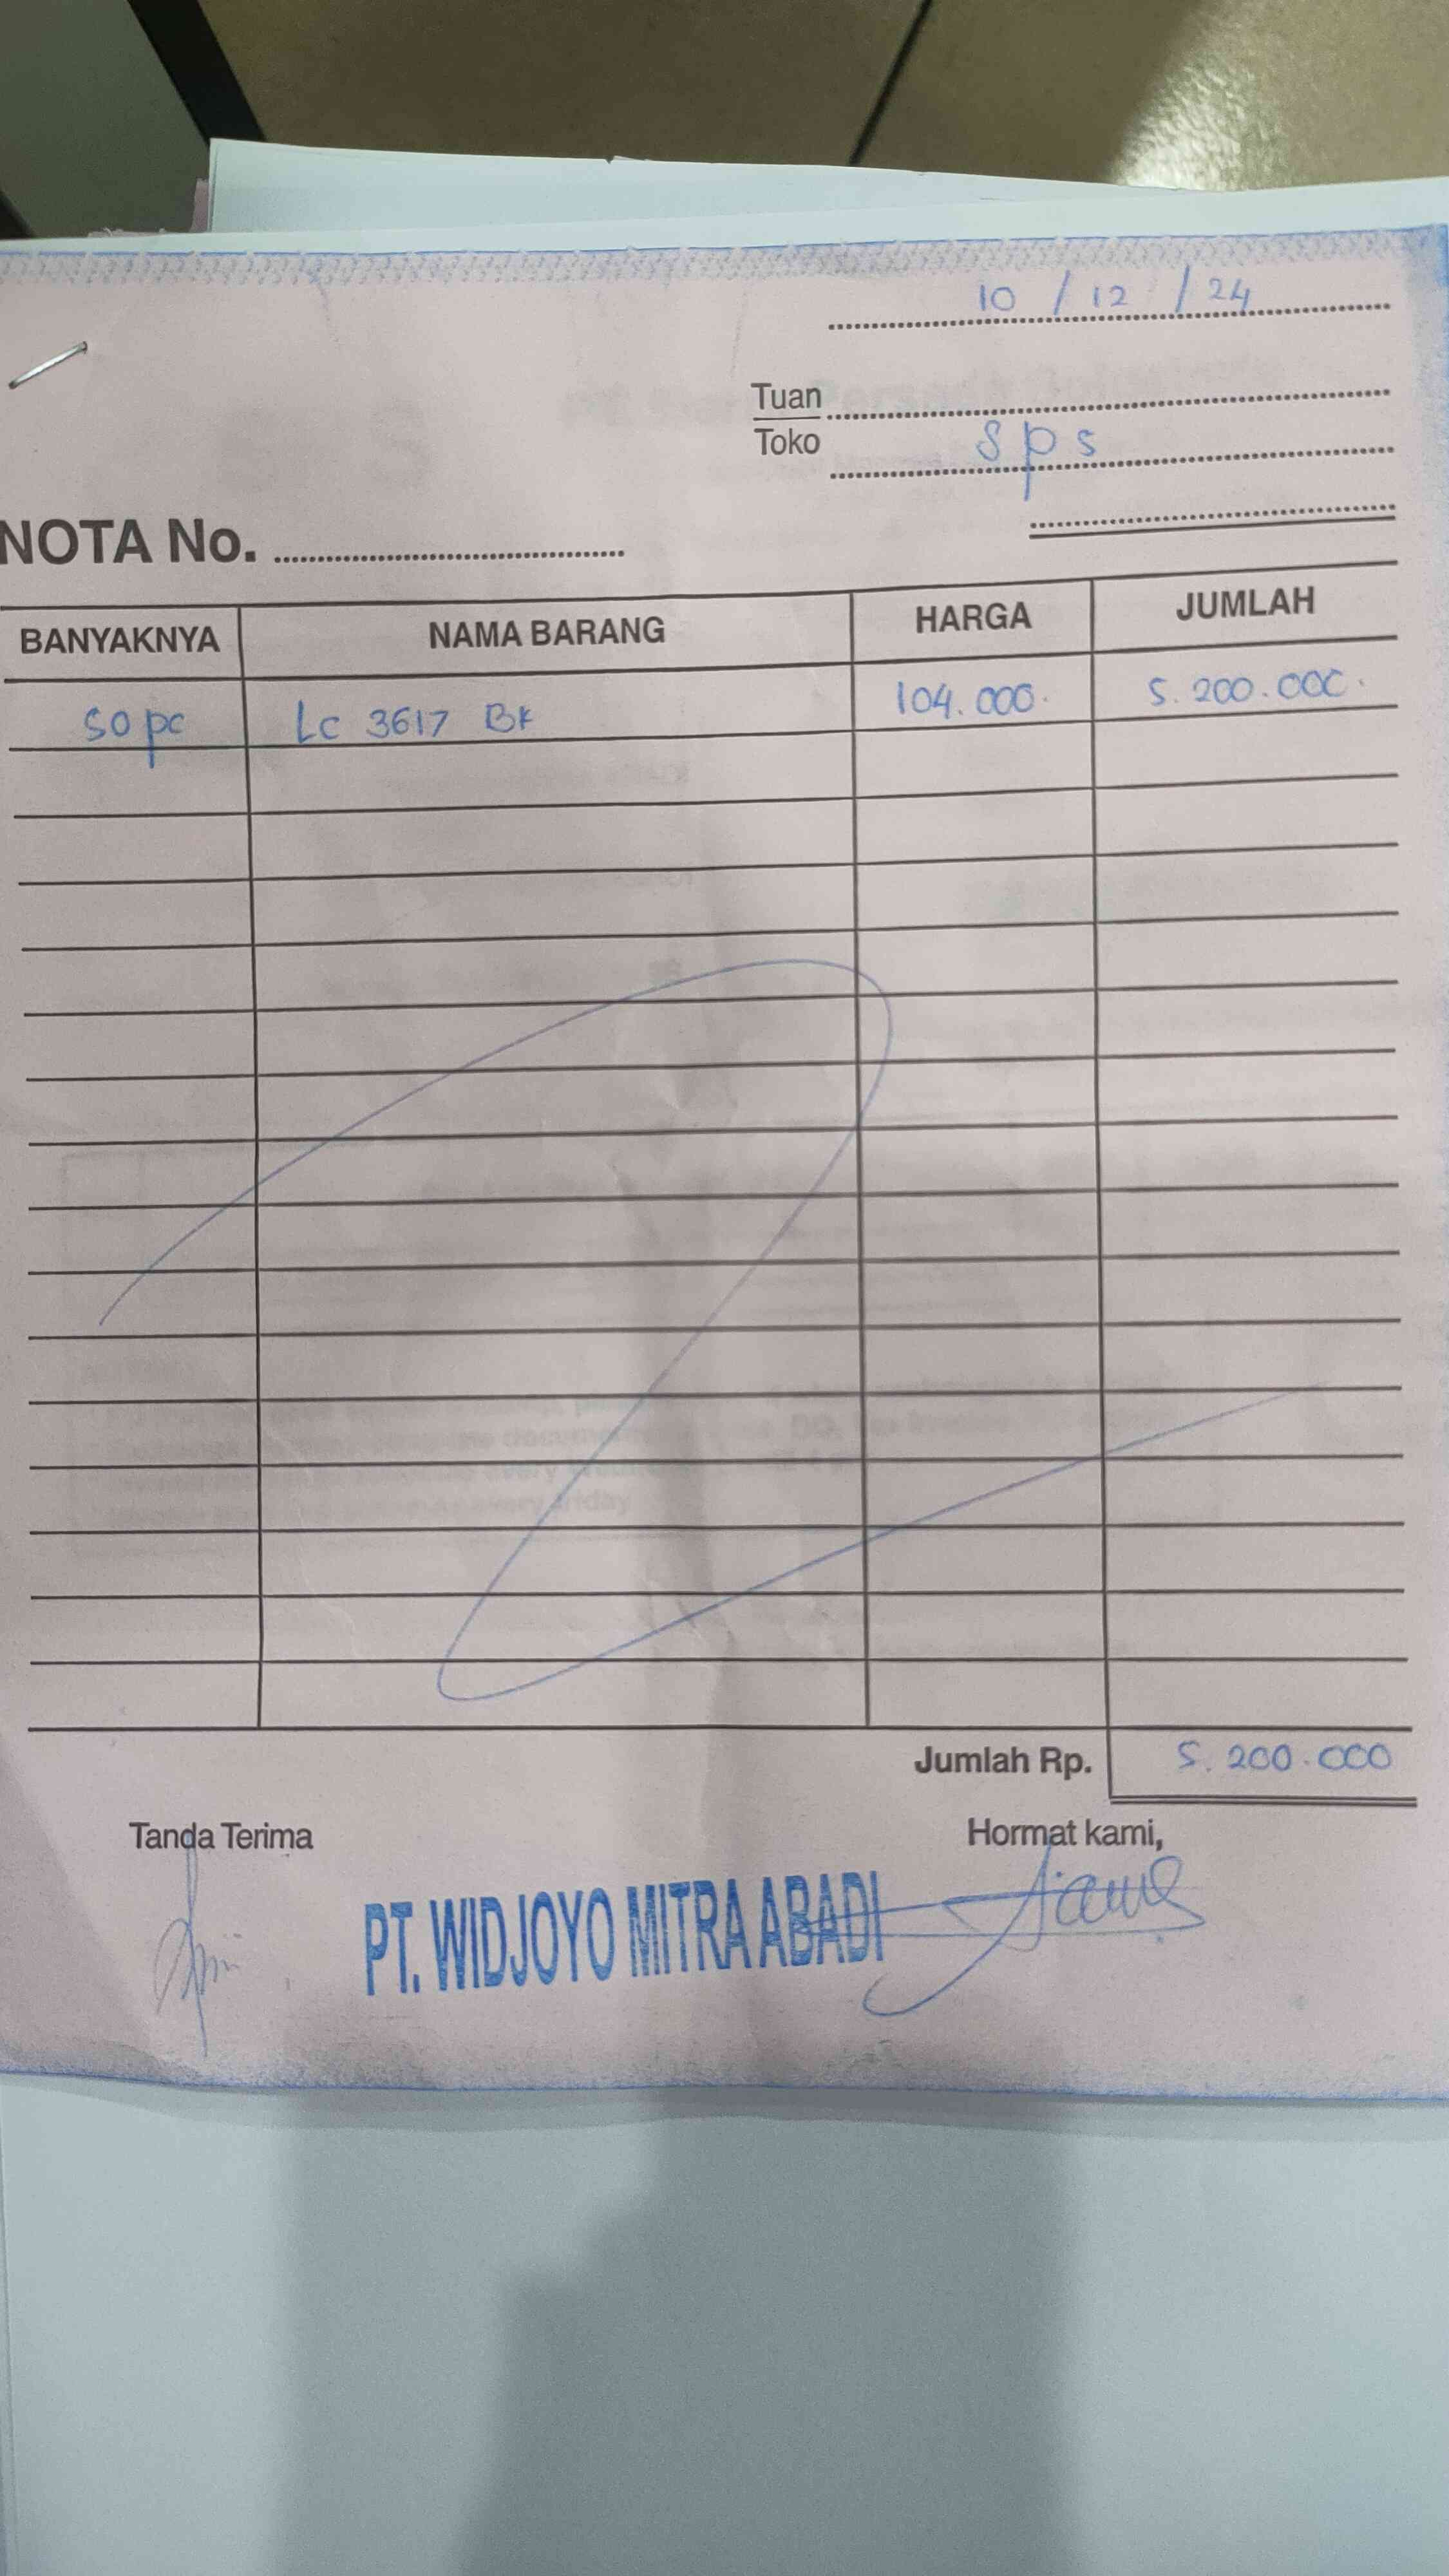 10 / 12 / 24
Tuan
Toko sps
NOTA No.
BANYAKNYA NAMA BARANG HARGA JUMLAH
50 pc Lc 3617 BK 104.000 5.200.000
Jumlah Rp. 5.200.000
Tanda Terima Hormat kami,
PT. WIDJOYO MITRA ABADI